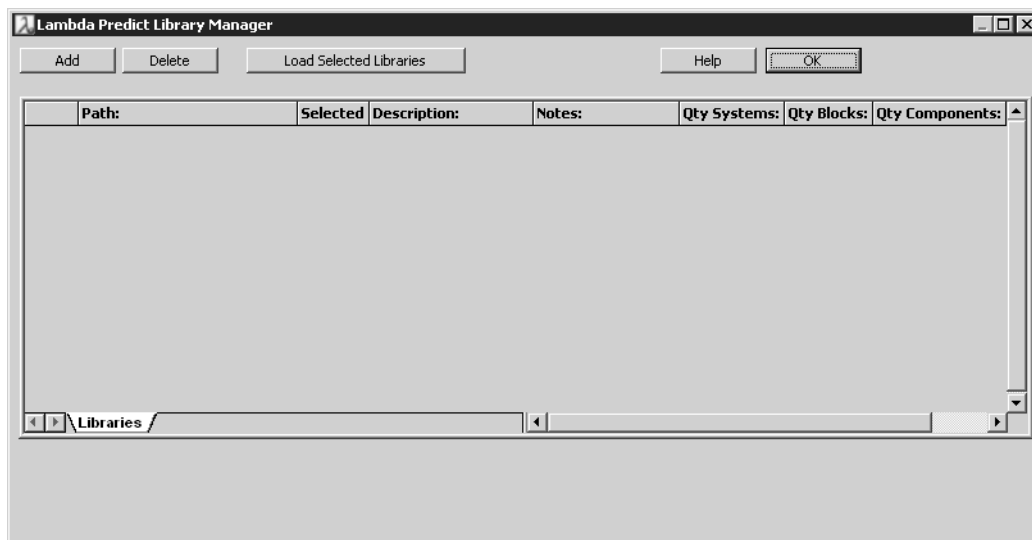 Lambda Predict Library Manager
Add Delete Load Selected Libraries Help OK
Path: Selected Description: Notes: Qty Systems: Qty Blocks: Qty Components:
Libraries